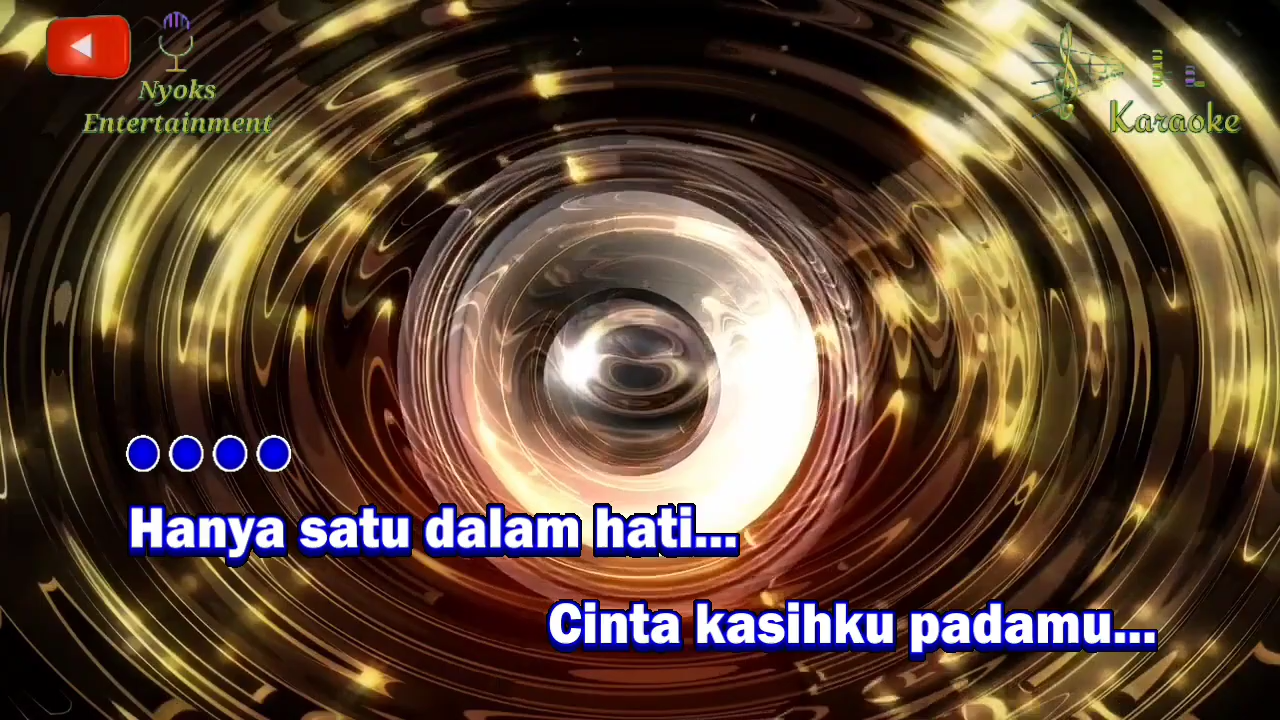 Nyoks
Entertainment
Karaoke
Hanya satu dalam hati...
Cinta kasihku padamu...